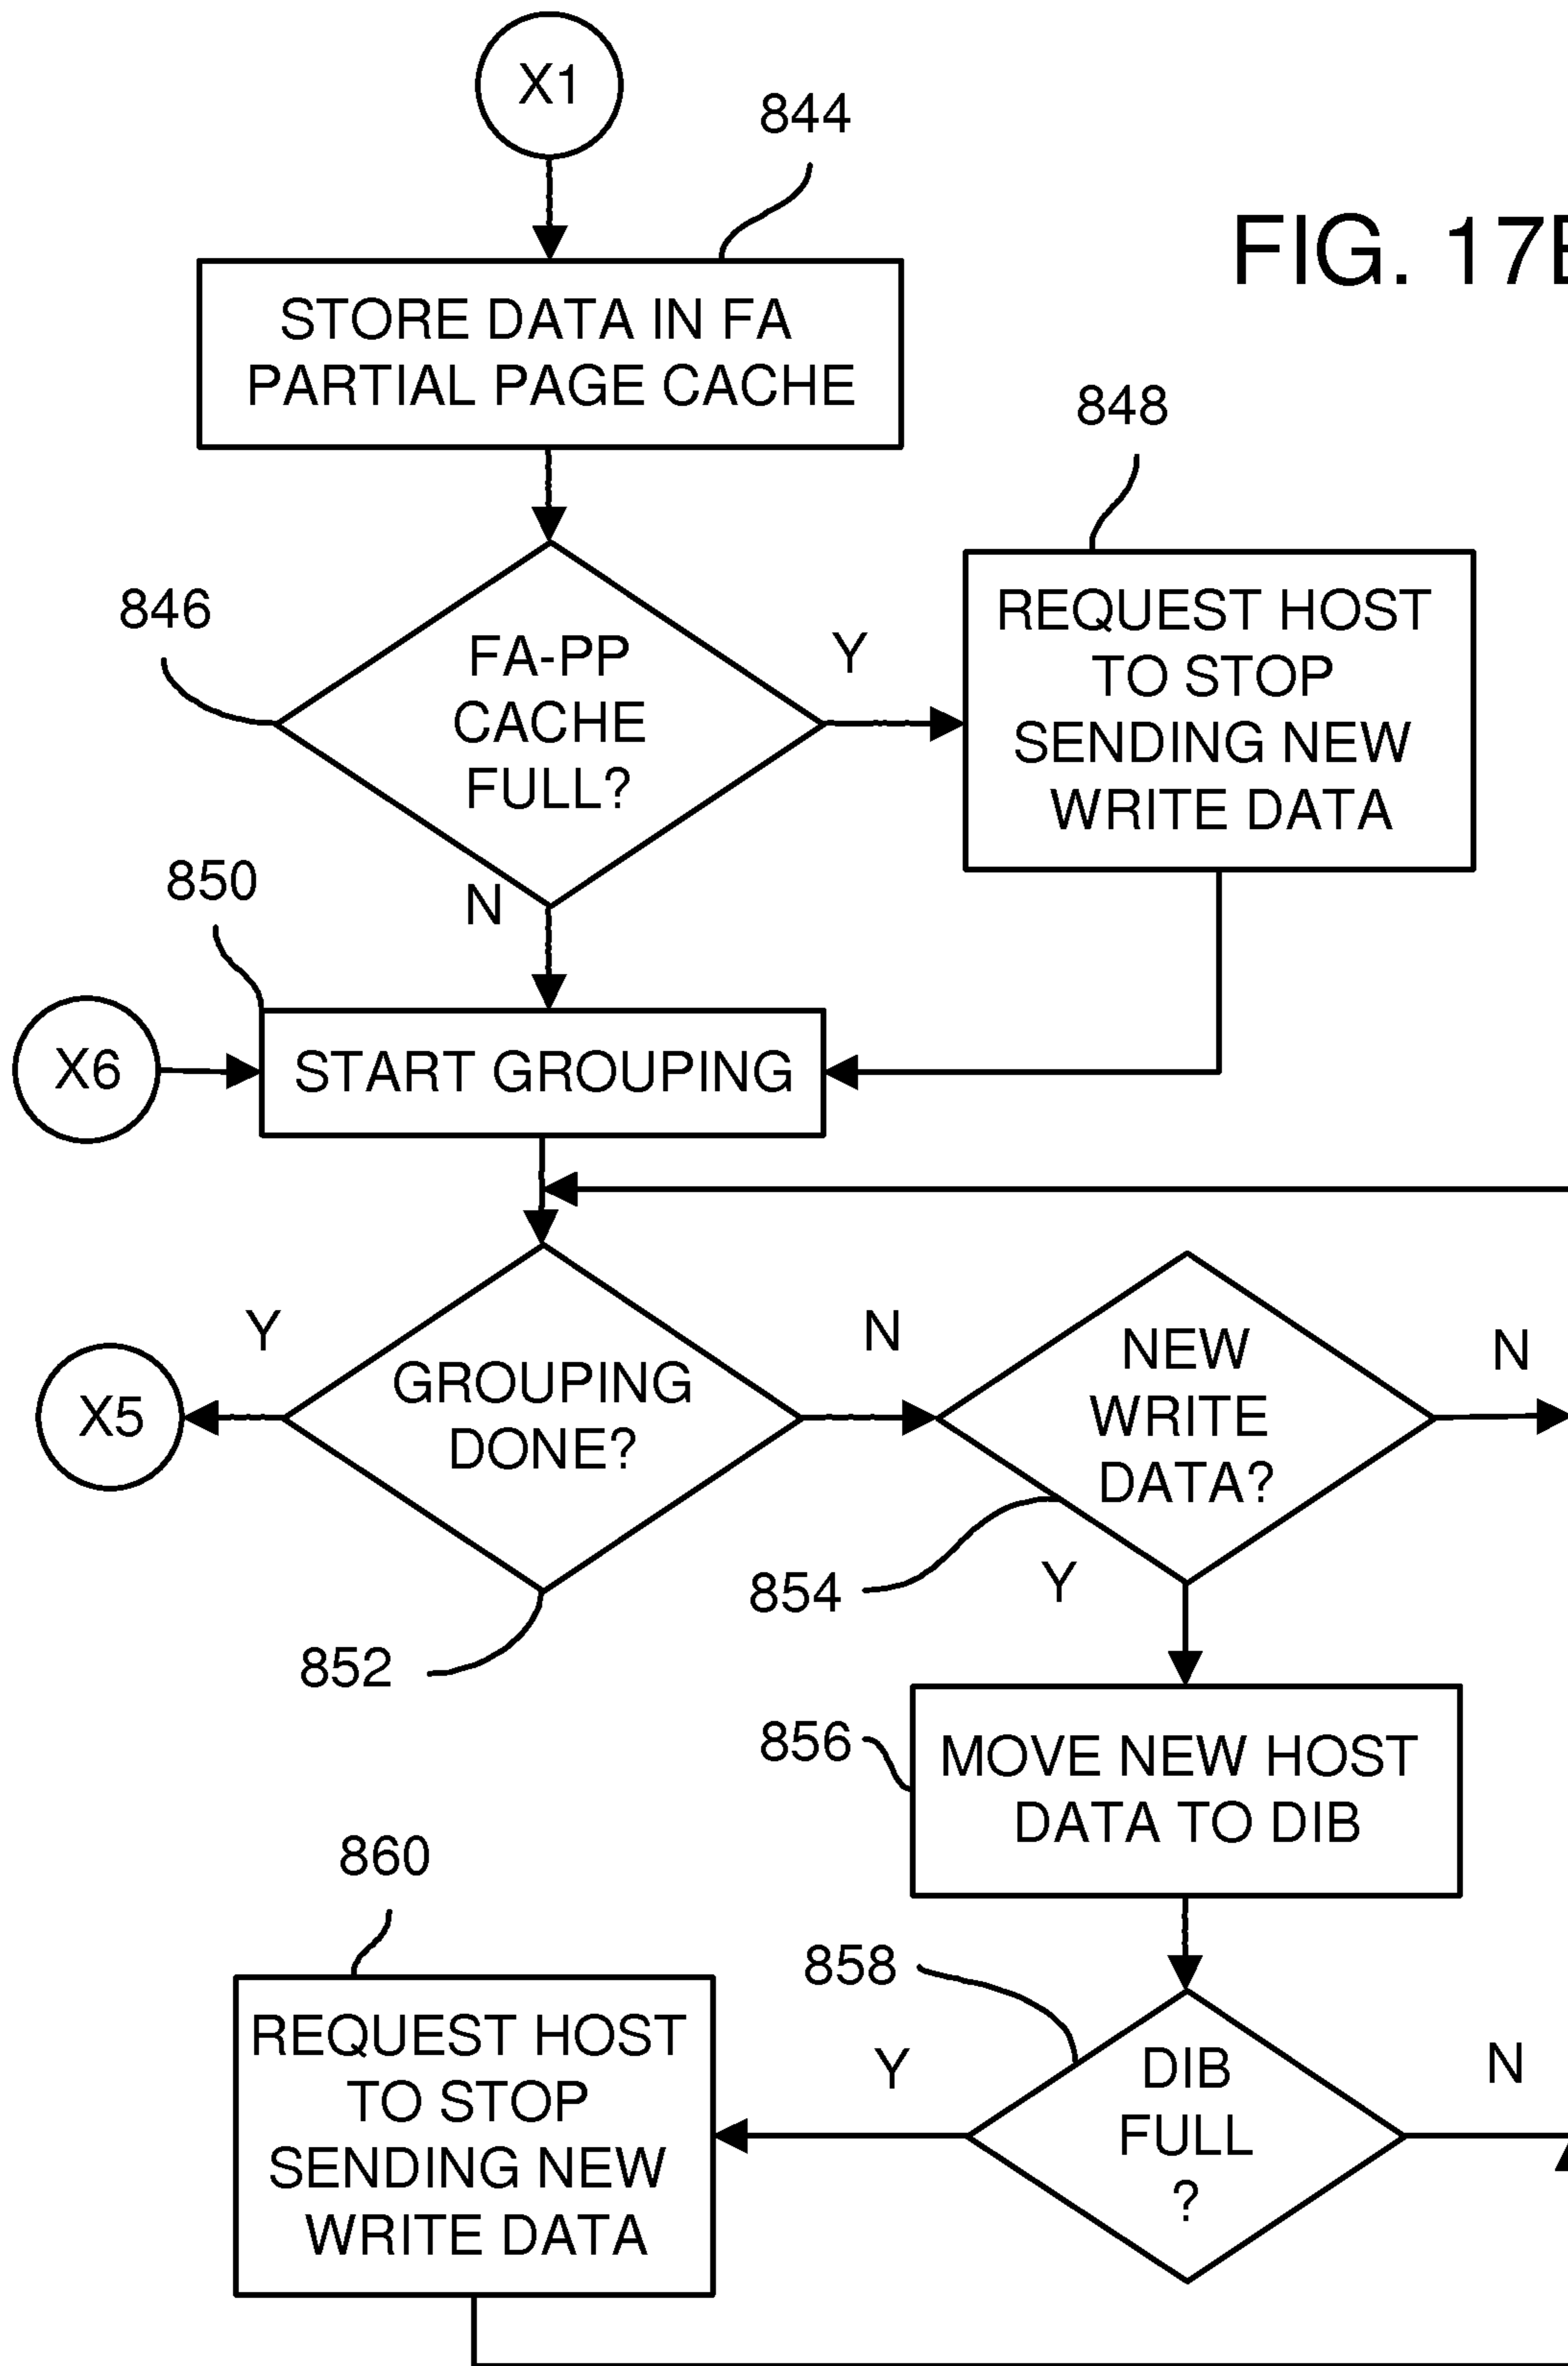 X1
844
FIG. 17
STORE DATA IN FA
PARTIAL PAGE CACHE
848
846
FA-PP
CACHE
FULL?
Y
REQUEST HOST
TO STOP
SENDING NEW
WRITE DATA
N
850
X6
START GROUPING
Y
X5
GROUPING
DONE?
N
NEW
WRITE
DATA?
N
854
Y
852
856
MOVE NEW HOST
DATA TO DIB
860
858
REQUEST HOST
TO STOP
SENDING NEW
WRITE DATA
Y
DIB
FULL
?
N